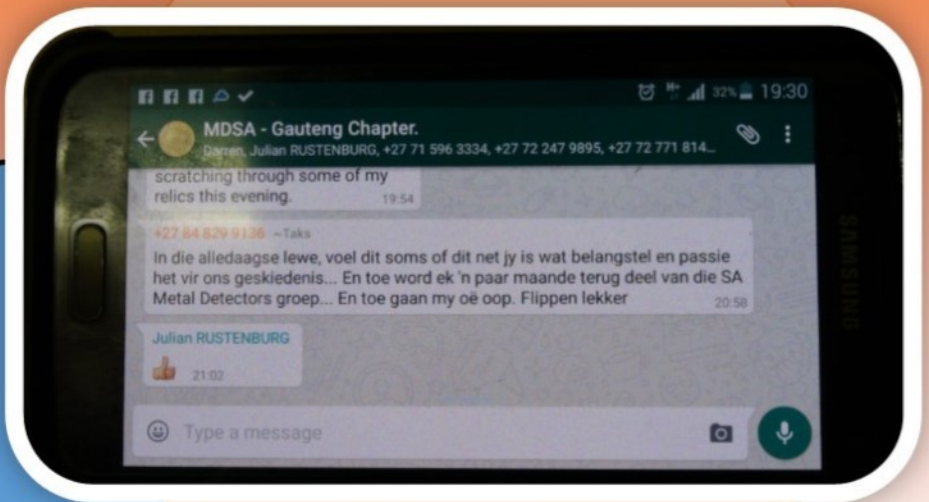 32% 19:30
MDSA - Gauteng Chapter.
Darren, Julian RUSTENBURG, +27 71 596 3334, +27 72 247 9895, +27 72 771 814...
scratching through some of my
relics this evening. 19:54
+27 84 829 9136 ~Taks
In die alledaagse lewe, voel dit soms of dit net jy is wat belangstel en passie
het vir ons geskiedenis... En toe word ek 'n paar maande terug deel van die SA
Metal Detectors groep... En toe gaan my oë oop. Flippen lekker 20:58
Julian RUSTENBURG
21:02
Type a message
SAMSUNG